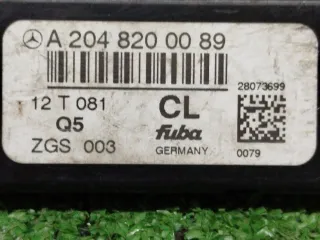 A 204 820 00 89
12 T 081
Q5
ZGS 003
CL
fuba
GERMANY
28073699
0079